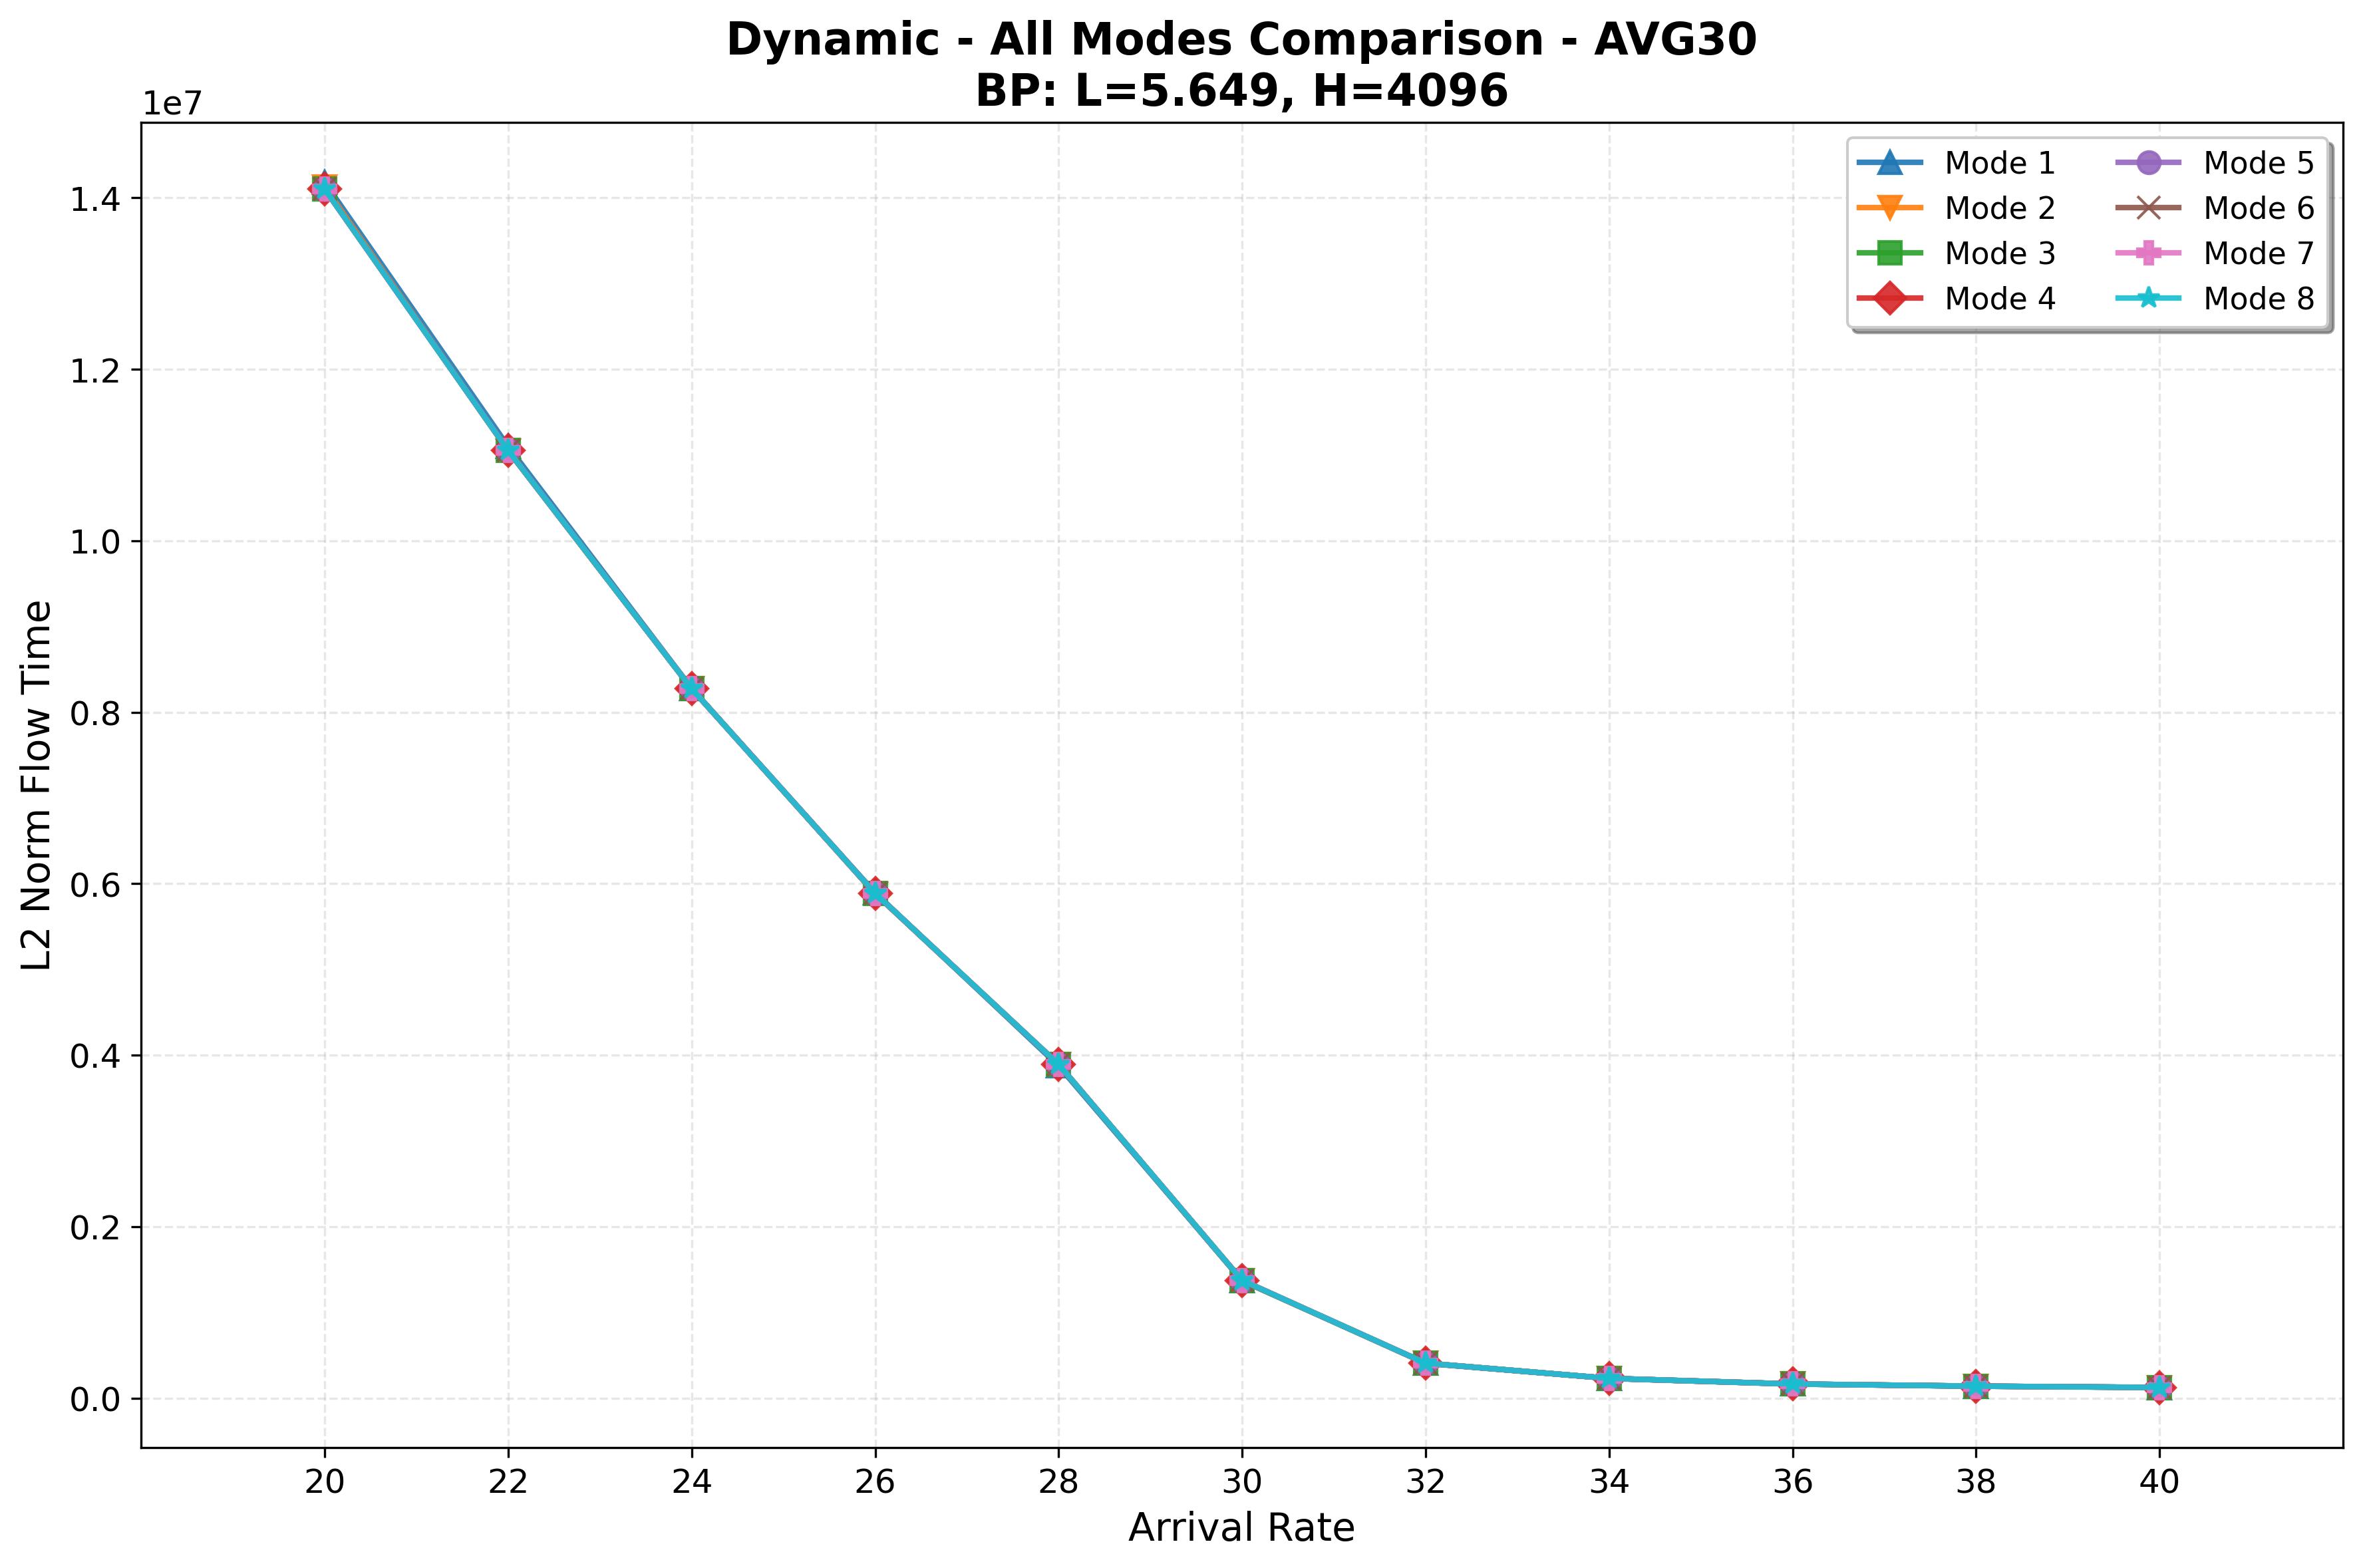 Dynamic - All Modes Comparison - AVG30
BP: L=5.649, H=4096
1e7
1.4
1.2
1.0
0.8
0.6
0.4
0.2
0.0
L2 Norm Flow Time
Mode 1 Mode 5
Mode 2 Mode 6
Mode 3 Mode 7
Mode 4 Mode 8
20 22 24 26 28 30 32 34 36 38 40
Arrival Rate